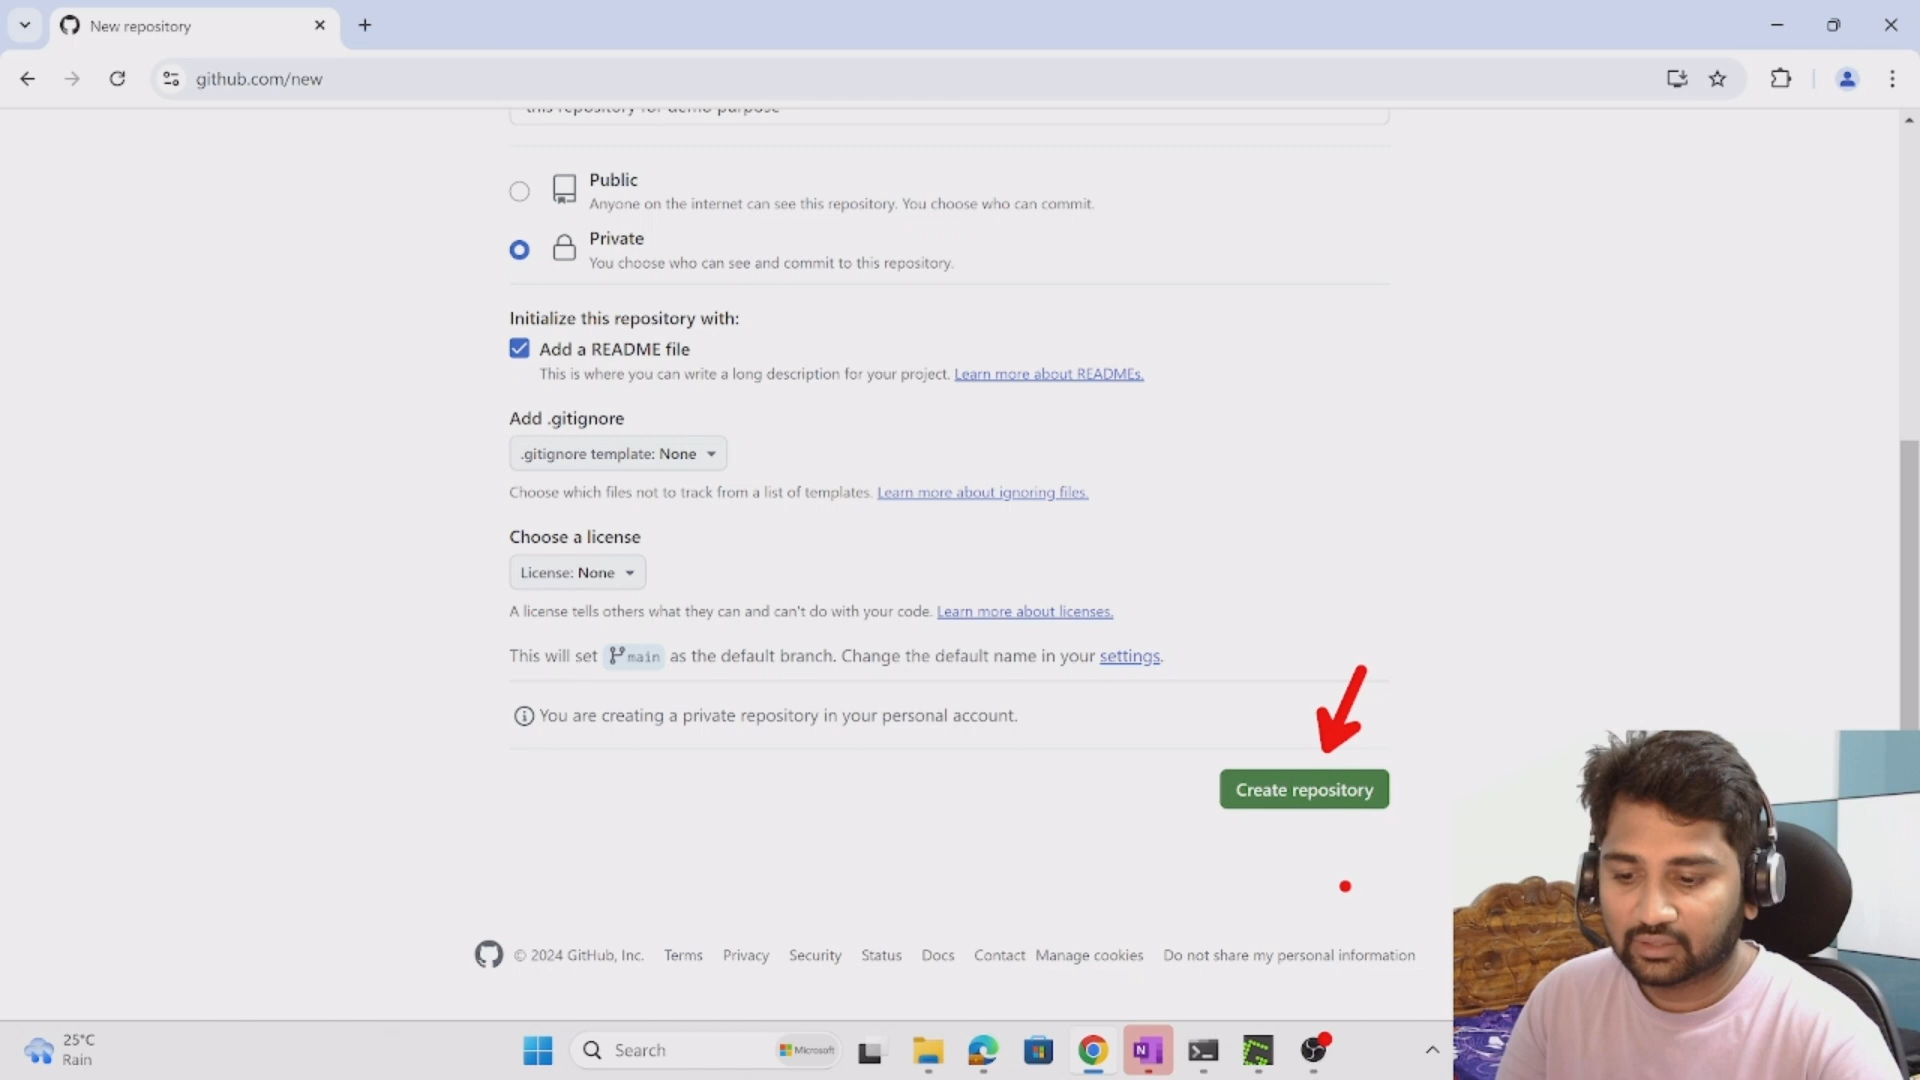 New repository
github.com/new
this repository for demo purpose
Public
Anyone on the internet can see this repository. You choose who can commit.
Private
You choose who can see and commit to this repository.
Initialize this repository with:
Add a README file
This is where you can write a long description for your project. Learn more about READMEs.
Add .gitignore
.gitignore template: None
Choose which files not to track from a list of templates. Learn more about ignoring files.
Choose a license
License: None
A license tells others what they can and can't do with your code. Learn more about licenses.
This will set main as the default branch. Change the default name in your settings.
You are creating a private repository in your personal account.
Create repository
© 2024 GitHub, Inc. Terms Privacy Security Status Docs Contact Manage cookies Do not share my personal information
25°C
Rain
Search
Microsoft
N